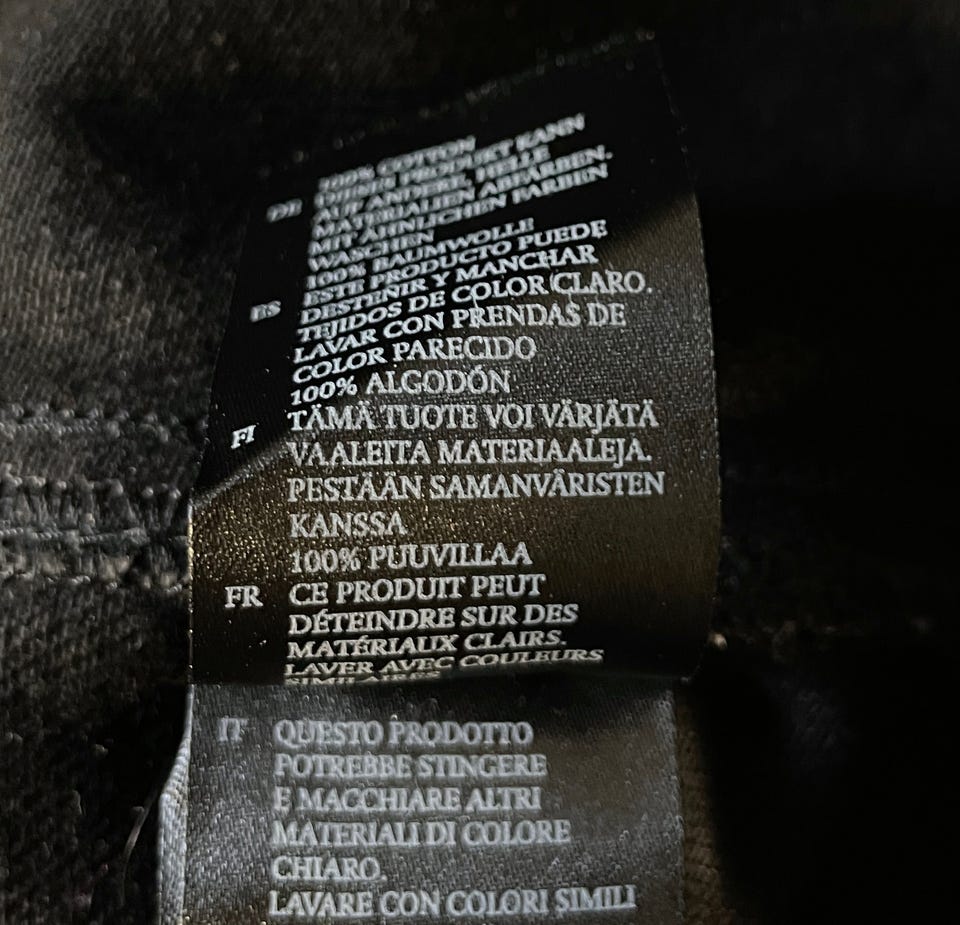 100% COTTON
DE DIESES PRODUKT KANN
AUF ANDERE, HELLE
MATERIALIEN ABFÄRBEN.
MIT ÄHNLICHEN FARBEN
WASCHEN
100% BAUMWOLLE
ES ESTE PRODUCTO PUEDE
DESTEÑIR Y MANCHAR
TEJIDOS DE COLOR CLARO.
LAVAR CON PRENDAS DE
COLOR PARECIDO
100% ALGODÓN
FI TÄMÄ TUOTE VOI VÄRJÄTÄ
VAALEITA MATERIAALEJA.
PESTÄÄN SAMANVÄRISTEN
KANSSA
100% PUUVILLAA
FR CE PRODUIT PEUT
DÉTEINDRE SUR DES
MATÉRIAUX CLAIRS.
LAVER AVEC COULEURS
SIMILAIRES
IT QUESTO PRODOTTO
POTREBBE STINGERE
E MACCHIARE ALTRI
MATERIALI DI COLORE
CHIARO.
LAVARE CON COLORI SIMILI